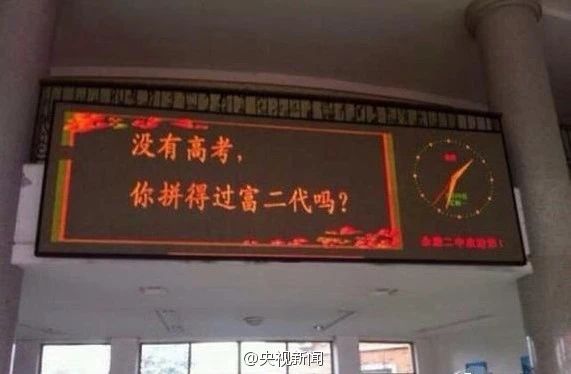 没有高考，
你拼得过富二代吗？
@央视新闻